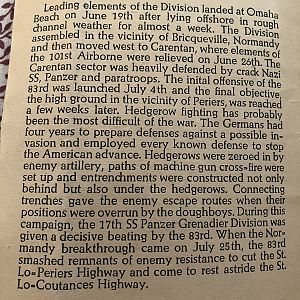 Leading elements of the Division landed at Omaha
Beach on June 19th after lying offshore in rough
channel weather for almost a week. The Division
assembled in the vicinity of Bricqueville, Normandy
and then moved west to Carentan, where elements of
the 101st Airborne were relieved on June 26th. The
Carentan sector was heavily defended by crack Nazi
SS, Panzer and paratroops. The inital offensive of the
83rd was launched July 4th and the final objective
the high ground in the vicinity of Periers, was reached
a few weeks later. Hedgerow fighting has probably
been the most difficult of the war. The Germans had
four years to prepare defenses against a possible in-
vasion and employed every known defense to stop
the American advance. Hedgerows were zeroed in by
enemy artillery, paths of machine gun cross=fire were
set up and entrenchments were constructed not only
behind but also under the hedgerows. Connecting
trenches gave the enemy escape routes when their
positions were overrun by the doughboys. During this
campaign, the 17th SS Panzer Grenadier Division was
given a decisive beating by the 83rd. When the Nor-
mandy breakthrough came on July 25th, the 83rd
smashed remnants of enemy resistance to cut the St.
Lo=Periers Highway and come to rest astride the St.
Lo=Coutances Highway.